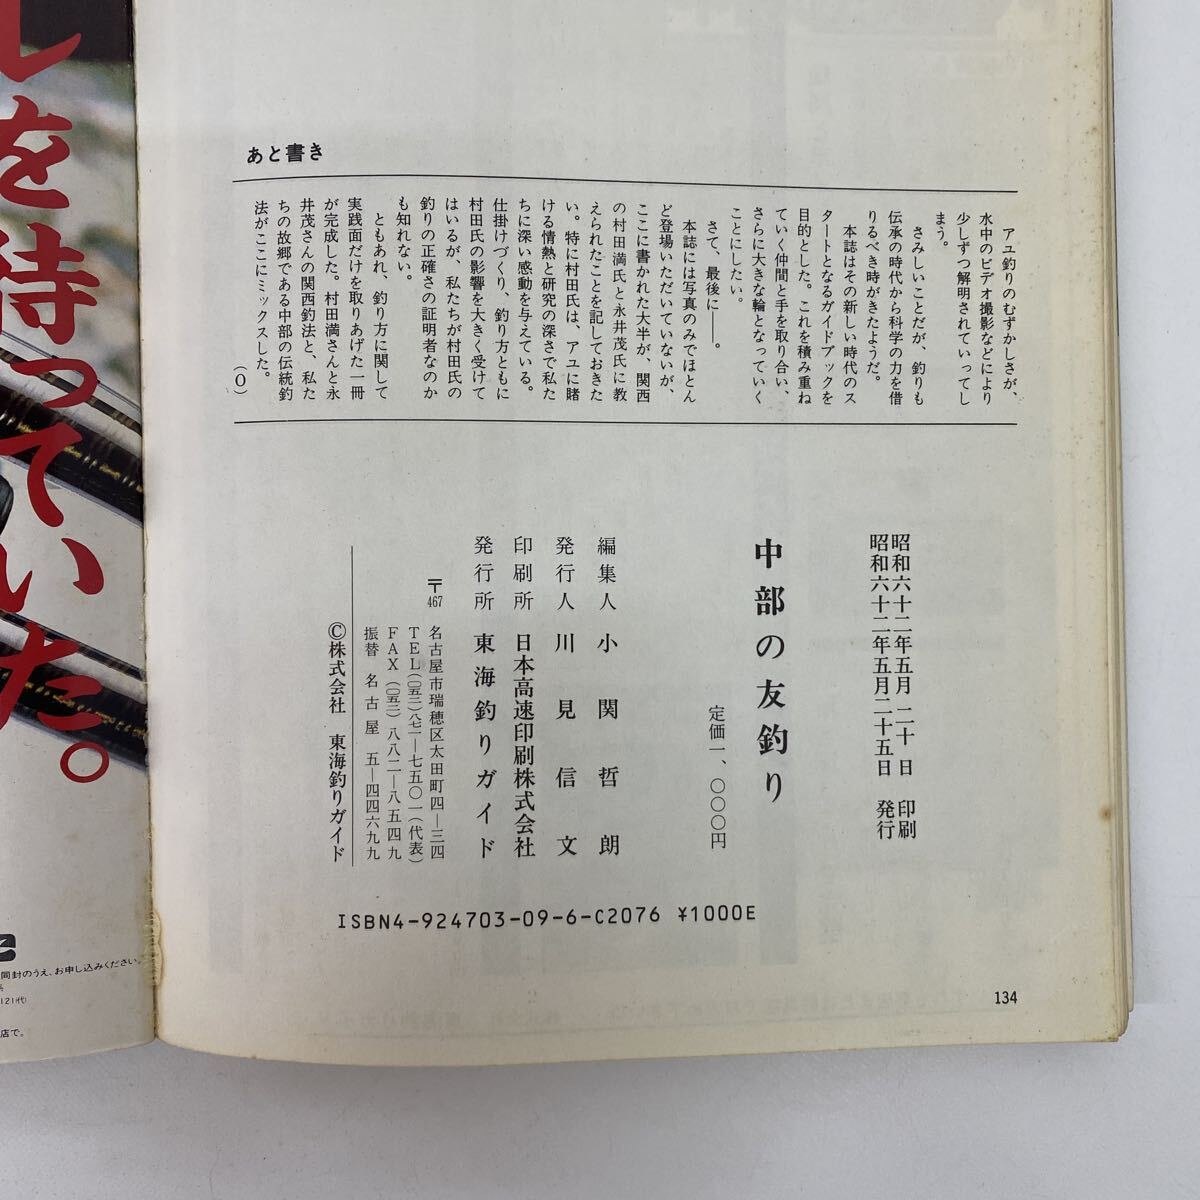 あと書き
アユ釣りのむずかしさが、
水中のビデオ撮影などにより
少しずつ解明されていってし
まう。
さみしいことだが、釣りも
伝承の時代から科学の力を借
りるべき時がきたようだ。
本誌はその新しい時代のス
タートとなるガイドブックを
目的とした。これを積み重ね
ていく仲間と手を取り合い、
さらに大きな輪となっていく
ことにしたい。
さて、最後に――。
本誌には写真のみでほとん
ど登場いただいていないが、
ここに書かれた大半が、関西
の村田満氏と永井茂氏に教
えられたことを記しておきた
い。特に村田氏は、アユに賭
ける情熱と研究の深さで私た
ちに深い感動を与えている。
仕掛けづくり、釣り方ともに
村田氏の影響を大きく受けて
はいるが、私たちが村田氏の
釣りの正確さの証明者なのか
も知れない。
ともあれ、釣り方に関して
実践面だけを取りあげた一冊
が完成した。村田満さんと永
井茂さんの関西釣法と、私た
ちの故郷である中部の伝統釣
法がここにミックスした。
(O)
昭和六十二年五月二十日 印刷
昭和六十二年五月二十五日 発行
中部の友釣り
定価一、〇〇〇円
編集人 小関哲朗
発行人 川見信文
印刷所 日本高速印刷株式会社
発行所 東海釣りガイド
〒467 名古屋市瑞穂区太田町四―三四
TEL(〇五二)八七一―七五〇一(代表)
FAX(〇五二)八八二―八五四九
振替 名古屋 五―四四六九九
©株式会社 東海釣りガイド
ISBN4-924703-09-6-C2076 ¥1000E
134
しを待っていた。
同封のうえ、お申し込みください。
121(代)
店で。